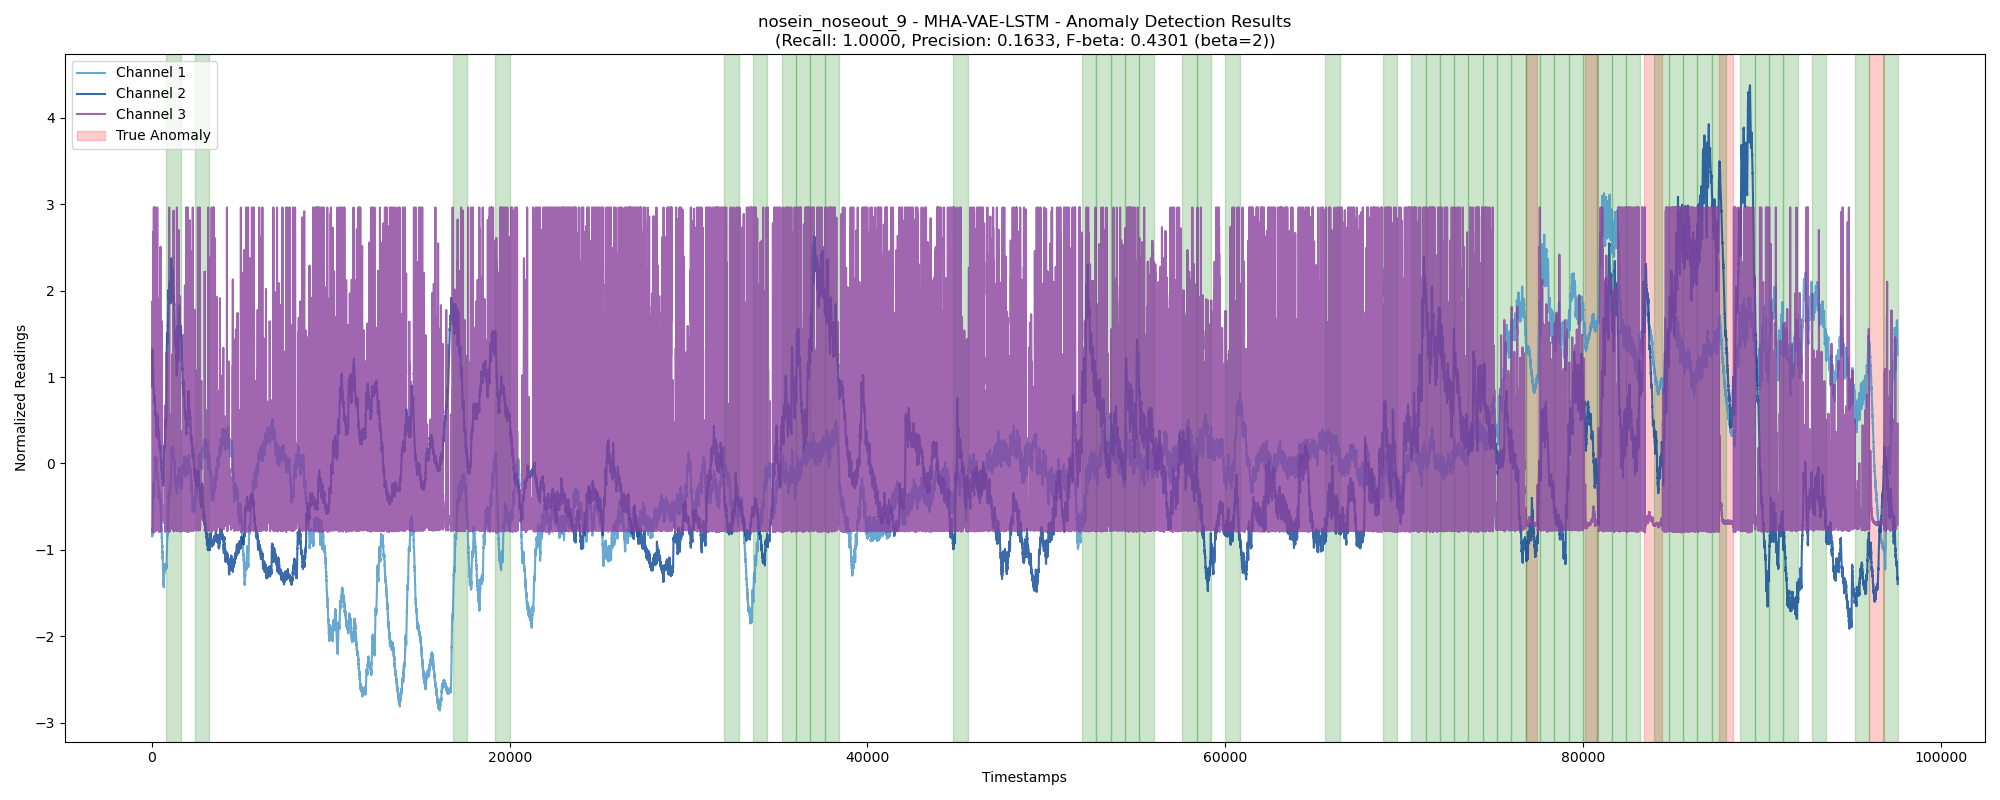 nosein_noseout_9 - MHA-VAE-LSTM - Anomaly Detection Results
(Recall: 1.0000, Precision: 0.1633, F-beta: 0.4301 (beta=2))
Channel 1
Channel 2
Channel 3
True Anomaly
Normalized Readings
4
3
2
1
0
−1
−2
−3
0
20000
40000
60000
80000
100000
Timestamps